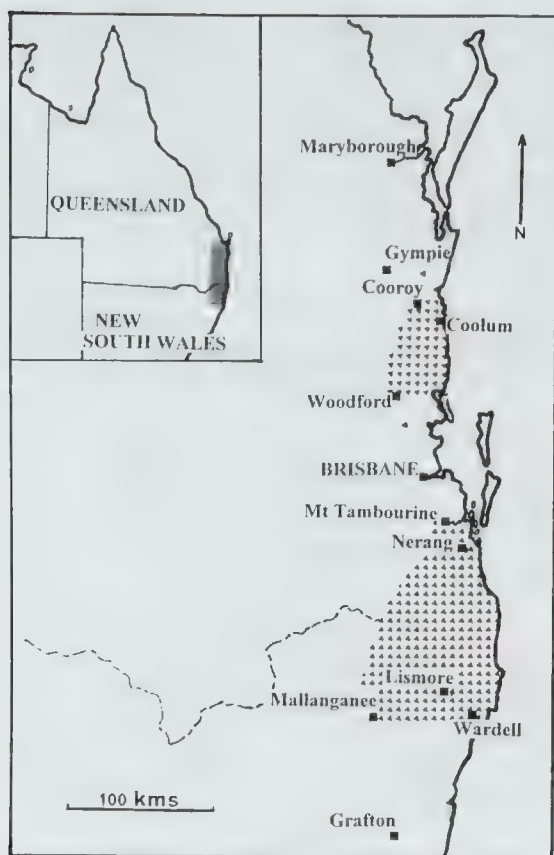 Maryborough
N
QUEENSLAND
Gympie
Cooroy
NEW
SOUTH WALES
Coolum
Woodford
BRISBANE
Mt Tambourine
Nerang
Lismore
Mallanganee
Wardell
100 kms
Grafton